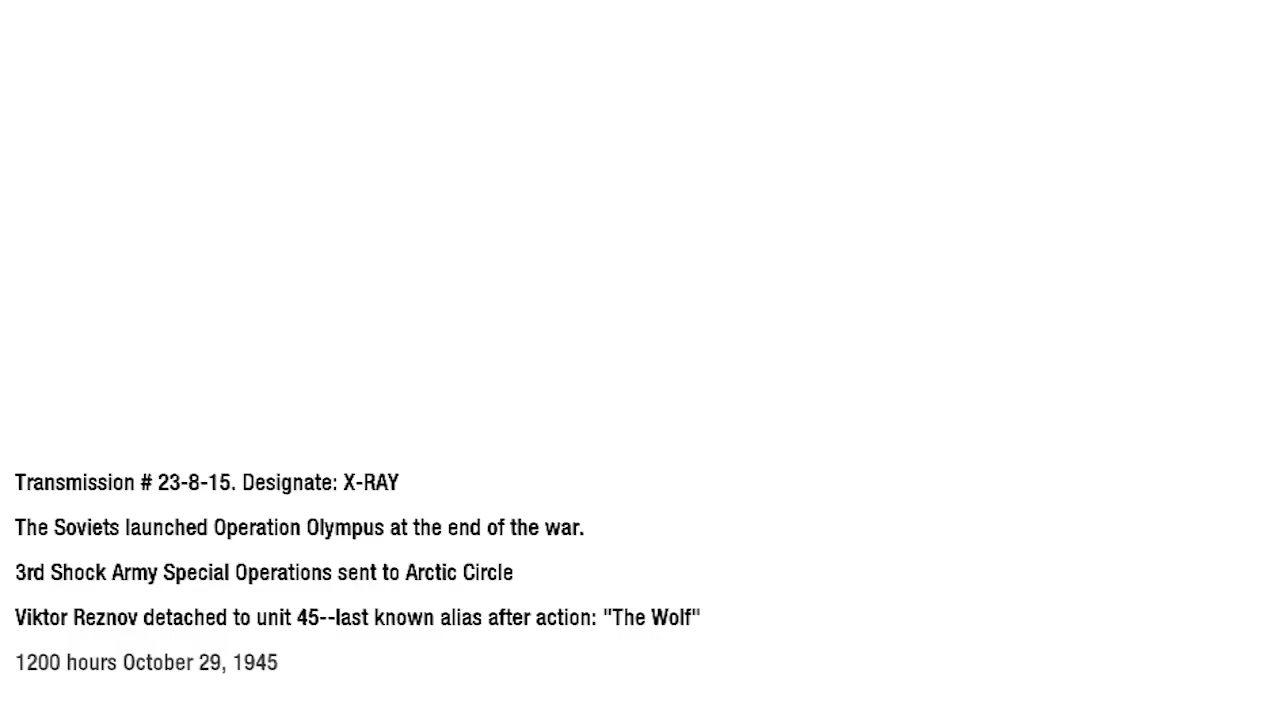 Transmission # 23-8-15. Designate: X-RAY
The Soviets launched Operation Olympus at the end of the war.
3rd Shock Army Special Operations sent to Arctic Circle
Viktor Reznov detached to unit 45--last known alias after action: "The Wolf"
1200 hours October 29, 1945